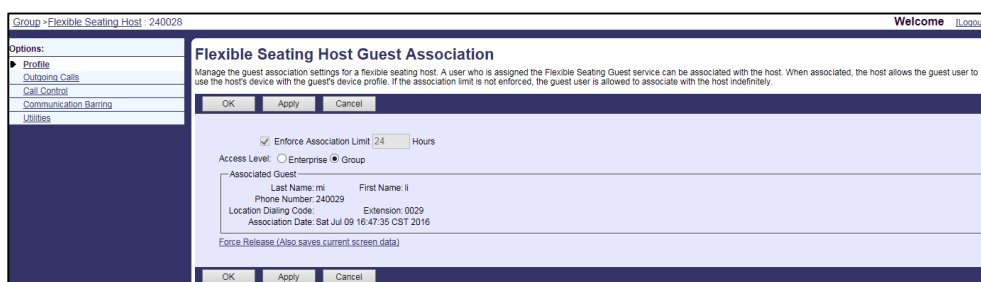 Group >Flexible Seating Host : 240028
Welcome [Logout
Options:
Profile
Outgoing Calls
Call Control
Communication Barring
Utilities
Flexible Seating Host Guest Association
Manage the guest association settings for a flexible seating host. A user who is assigned the Flexible Seating Guest service can be associated with the host. When associated, the host allows the guest user to
use the host's device with the guest's device profile. If the association limit is not enforced, the guest user is allowed to associate with the host indefinitely.
OK Apply Cancel
Enforce Association Limit 24 Hours
Access Level: Enterprise Group
Associated Guest
Last Name: mi First Name: li
Phone Number: 240029
Location Dialing Code: Extension: 0029
Association Date: Sat Jul 09 16:47:35 CST 2016
Force Release (Also saves current screen data)
OK Apply Cancel